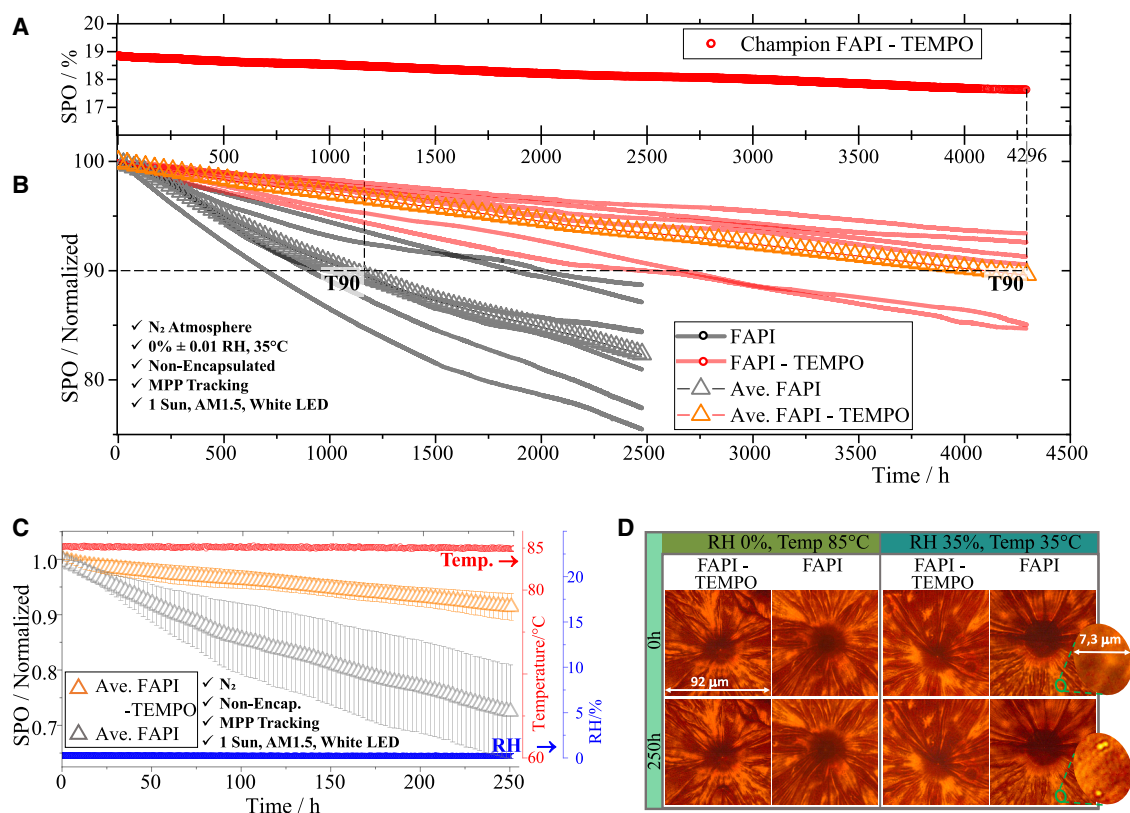 A
20
19
18
17
SPO / %
Champion FAPI - TEMPO
500 1000 1500 2000 2500 3000 3500 4000 4296
B
100
90
80
SPO / Normalized
T90
T90
✓ N₂ Atmosphere
✓ 0% ± 0.01 RH, 35°C
✓ Non-Encapsulated
✓ MPP Tracking
✓ 1 Sun, AM1.5, White LED
FAPI
FAPI - TEMPO
Ave. FAPI
Ave. FAPI - TEMPO
0 500 1000 1500 2000 2500 3000 3500 4000 4500
Time / h
C
1.0
0.9
0.8
0.7
SPO / Normalized
Temp.→
RH →
85
80
60
Temperature/°C
20
15
10
5
0
RH/%
Ave. FAPI
-TEMPO
Ave. FAPI
✓ N₂
✓ Non-Encap.
✓ MPP Tracking
✓ 1 Sun, AM1.5, White LED
0 50 100 150 200 250
Time / h
D
RH 0%, Temp 85°C RH 35%, Temp 35°C
FAPI -
TEMPO
FAPI
FAPI -
TEMPO
FAPI
0h
250h
92 µm
7,3 µm